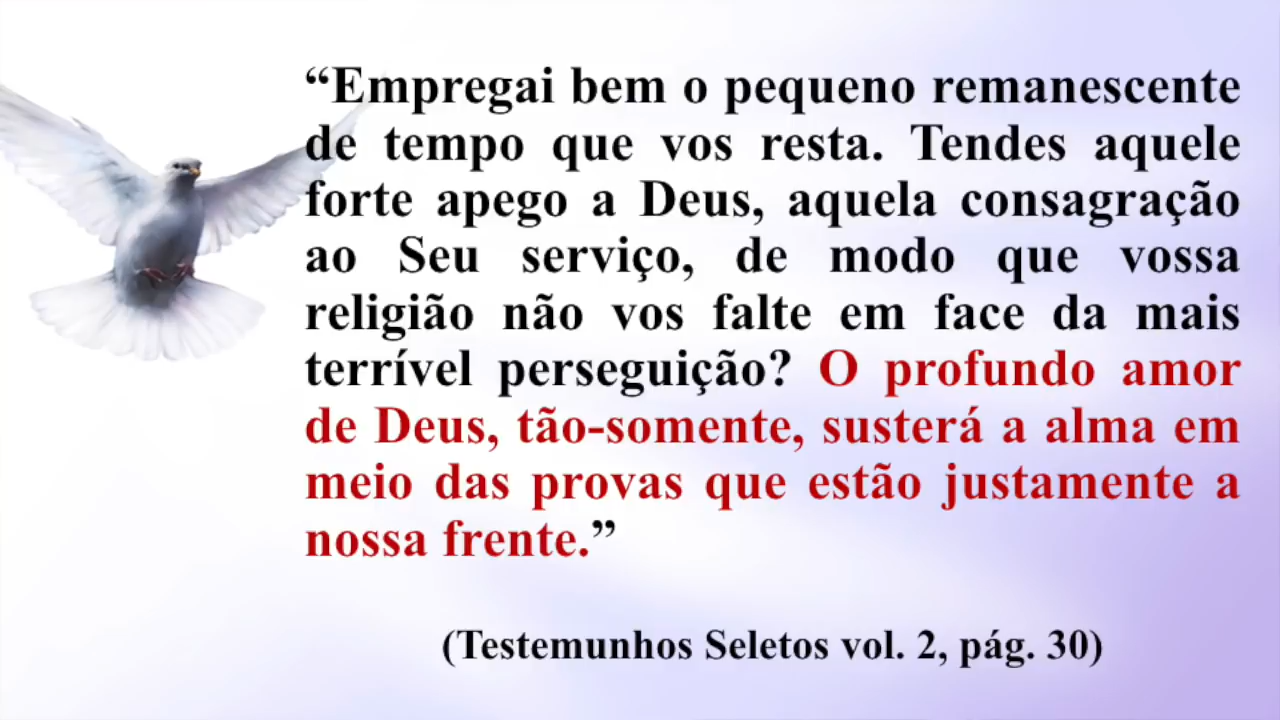 “Empregai bem o pequeno remanescente
de tempo que vos resta. Tendes aquele
forte apego a Deus, aquela consagração
ao Seu serviço, de modo que vossa
religião não vos falte em face da mais
terrível perseguição? O profundo amor
de Deus, tão-somente, susterá a alma em
meio das provas que estão justamente a
nossa frente.”
(Testemunhos Seletos vol. 2, pág. 30)